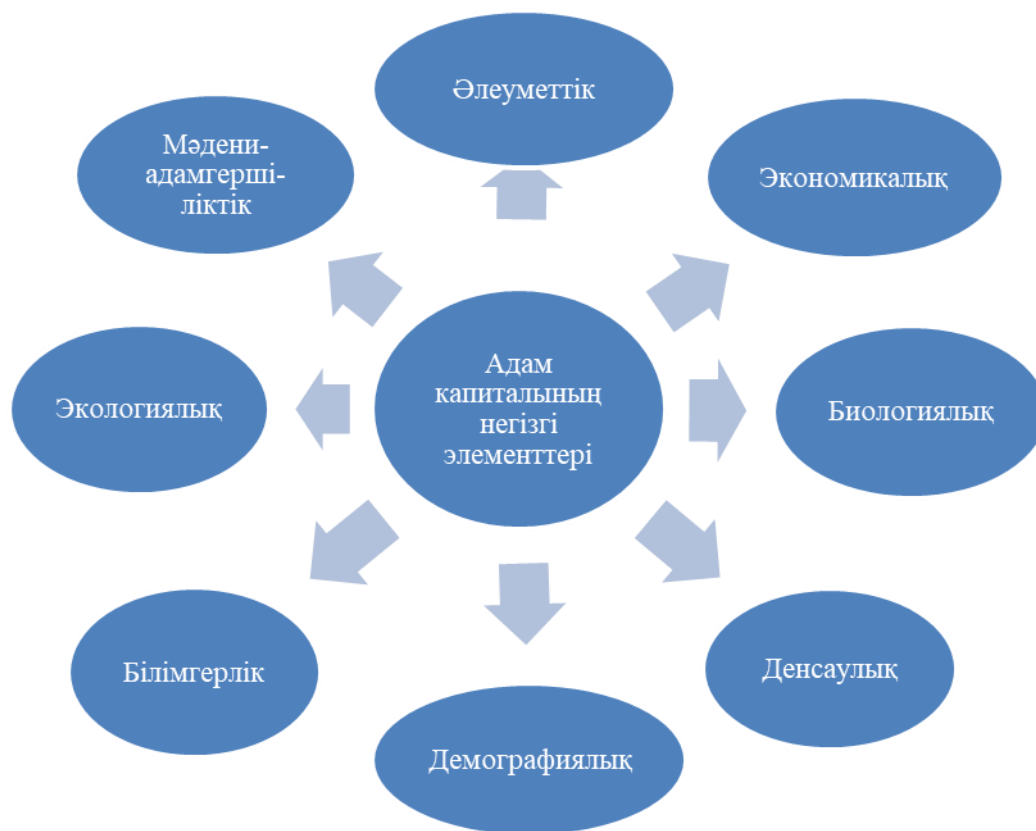 Әлеуметтік
Мәдени-
адамгерші-
ліктік
Экономикалық
Адам
капиталының
негізгі
элементтері
Экологиялық
Биологиялық
Білімгерлік
Денсаулық
Демографиялық